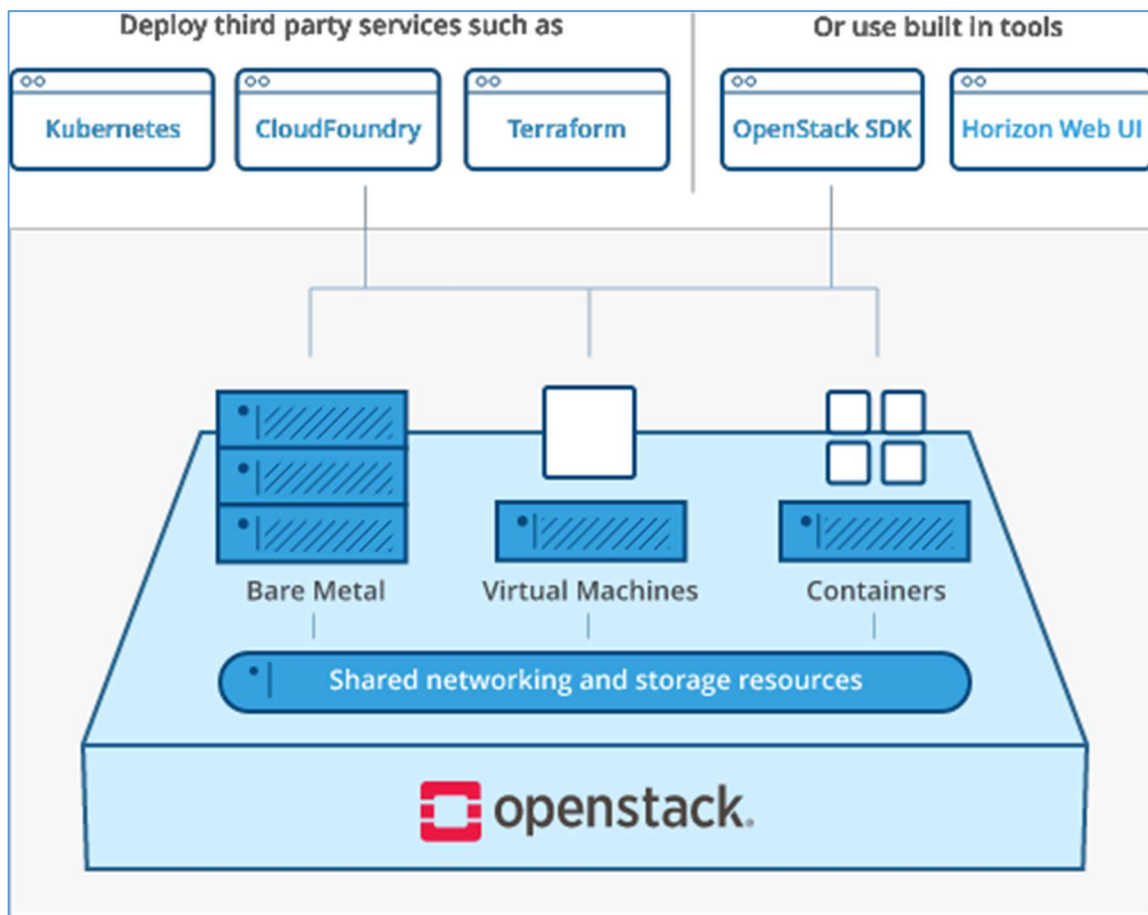 Deploy third party services such as
Or use built in tools
Kubernetes
CloudFoundry
Terraform
OpenStack SDK
Horizon Web UI
Bare Metal
Virtual Machines
Containers
Shared networking and storage resources
openstack.